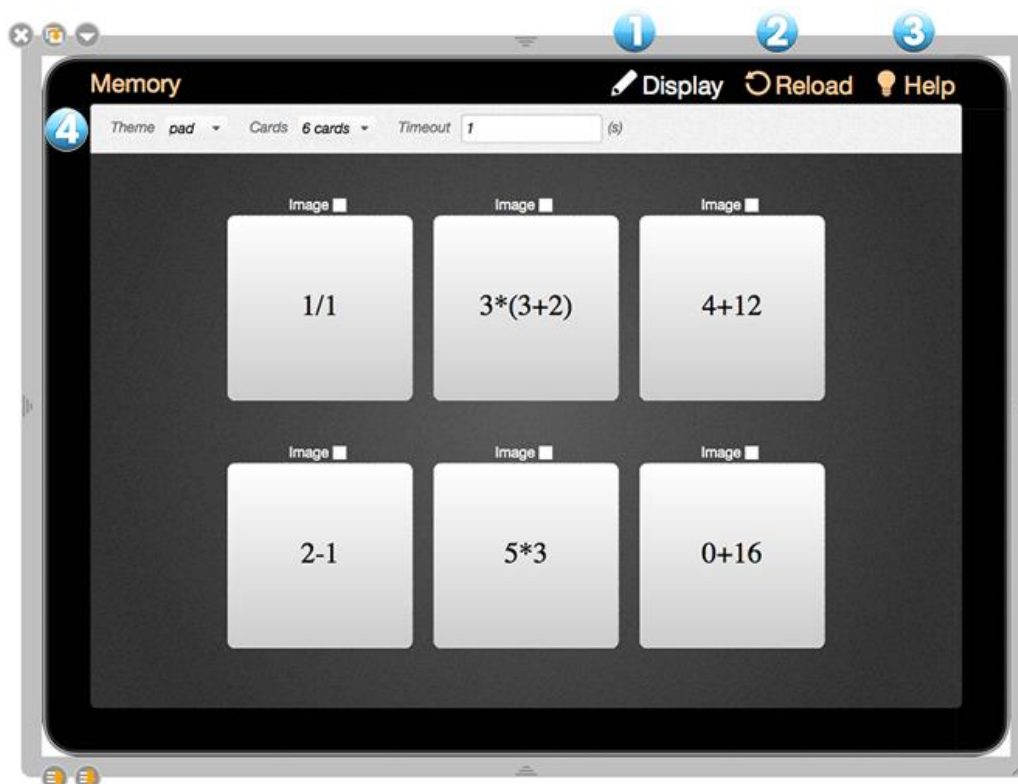 1 2 3
Memory Display Reload Help
4 Theme pad Cards 6 cards Timeout 1 (s)
Image Image Image
1/1 3*(3+2) 4+12
Image Image Image
2-1 5*3 0+16